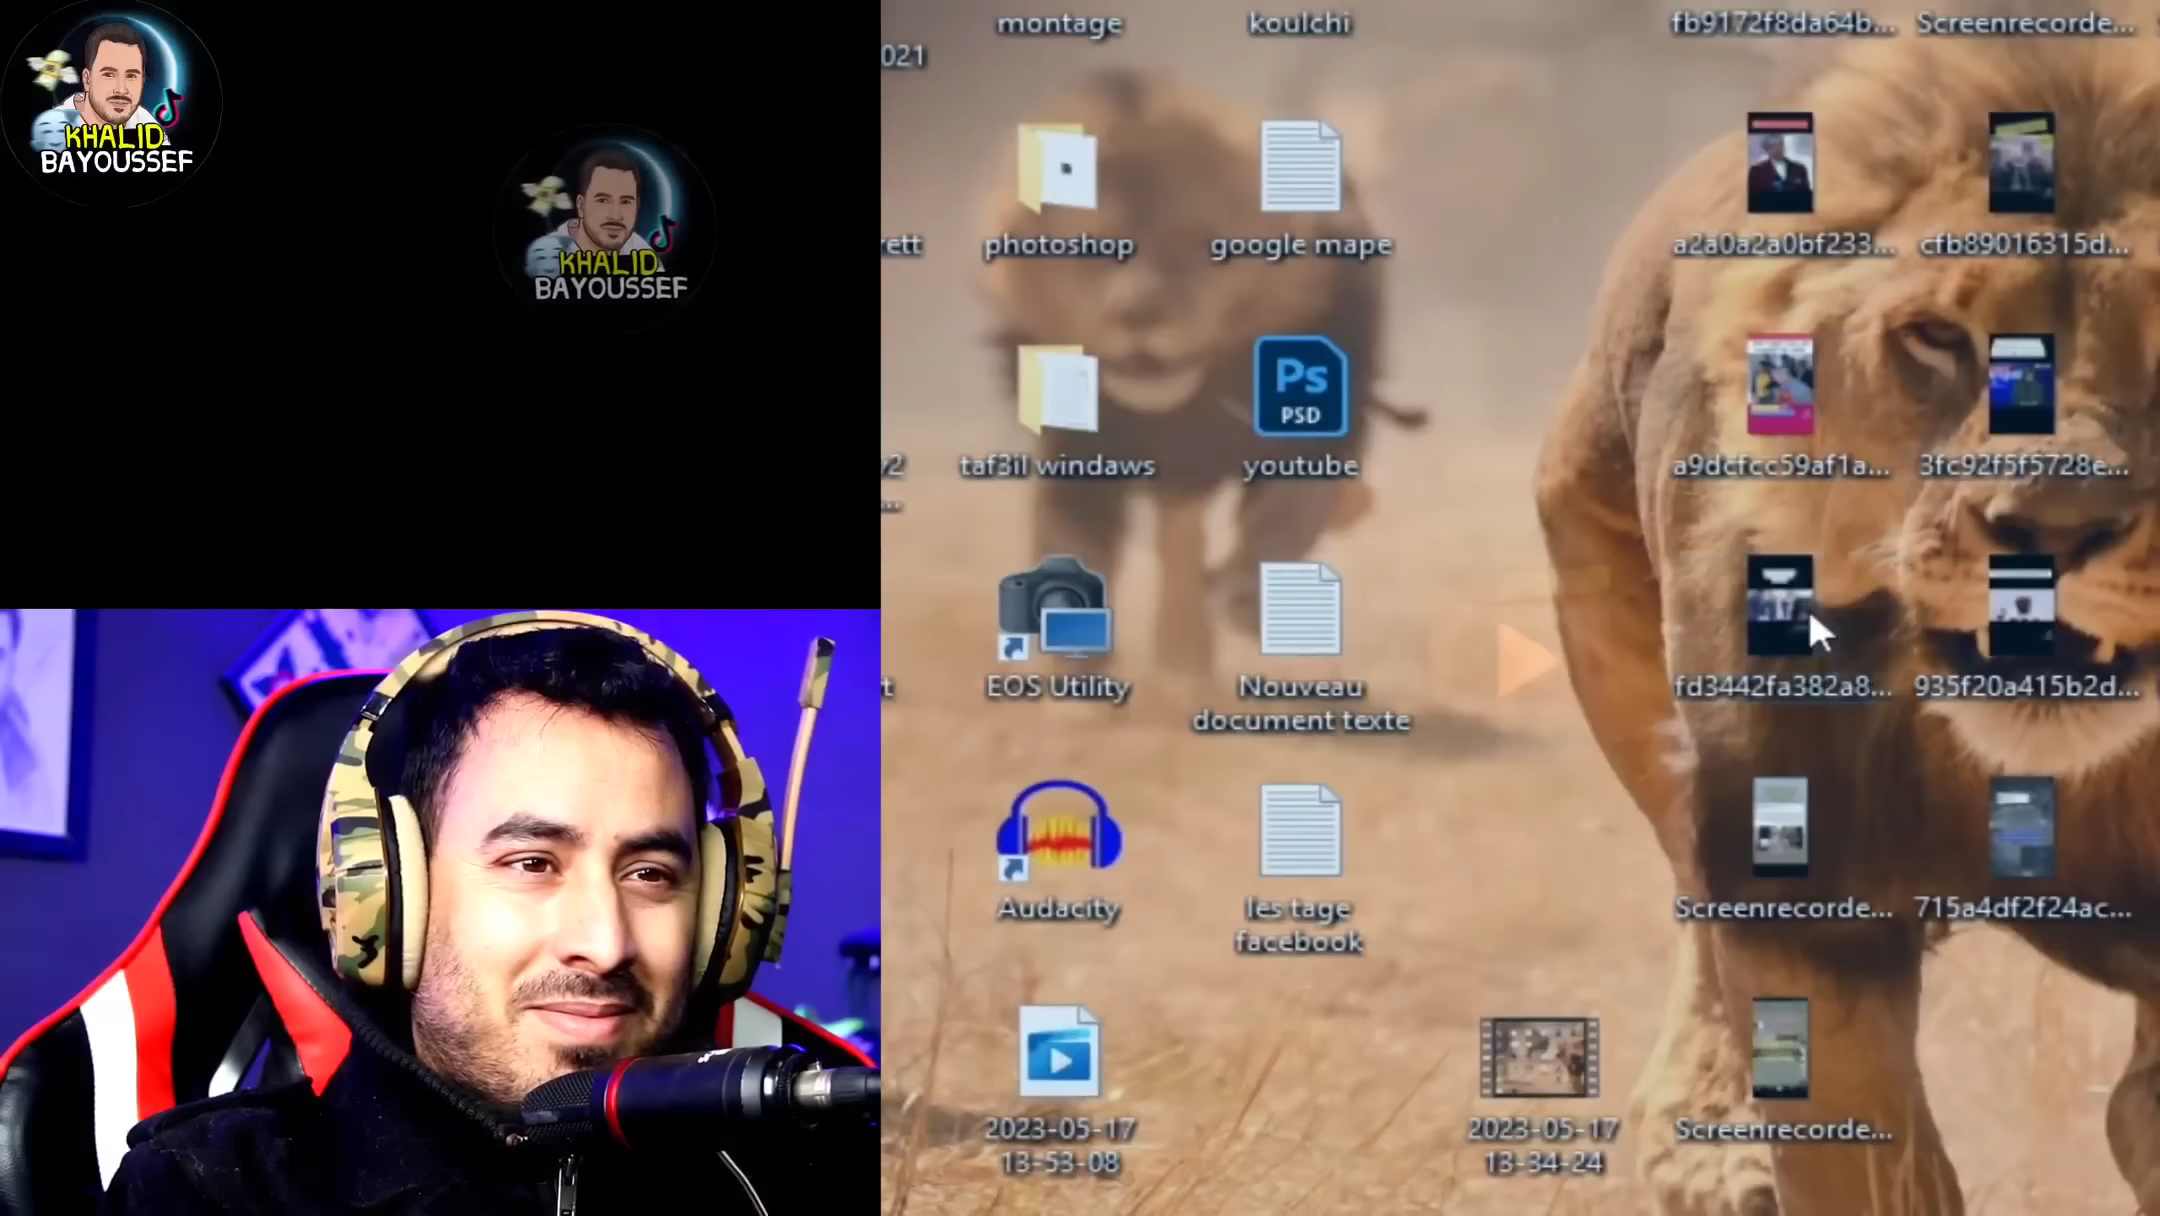 KHALID
BAYOUSSEF
KHALID
BAYOUSSEF
montage
koulchi
fb9172f8da64b...
Screenrecorde...
021
photoshop
google mape
a2a0a2a0bf233...
cfb89016315d...
Ps
PSD
taf3il windaws
youtube
a9dcfcc59af1a...
3fc92f5f5728e...
EOS Utility
Nouveau
document texte
fd3442fa382a8...
935f20a415b2d...
Audacity
les tage
facebook
Screenrecorde...
715a4df2f24ac...
2023-05-17
13-53-08
2023-05-17
13-34-24
Screenrecorde...